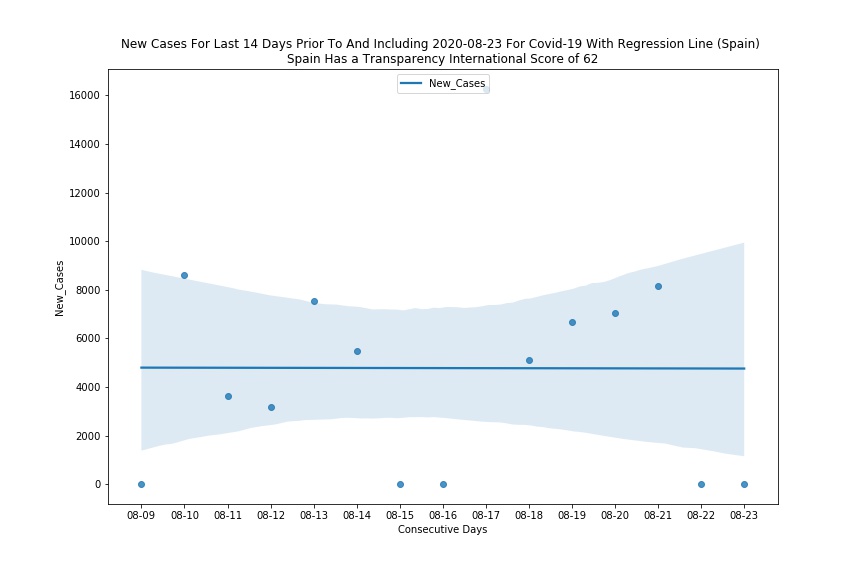 New Cases For Last 14 Days Prior To And Including 2020-08-23 For Covid-19 With Regression Line (Spain)
Spain Has a Transparency International Score of 62
New_Cases
16000
14000
12000
10000
8000
6000
4000
2000
0
New_Cases
08-09 08-10 08-11 08-12 08-13 08-14 08-15 08-16 08-17 08-18 08-19 08-20 08-21 08-22 08-23
Consecutive Days